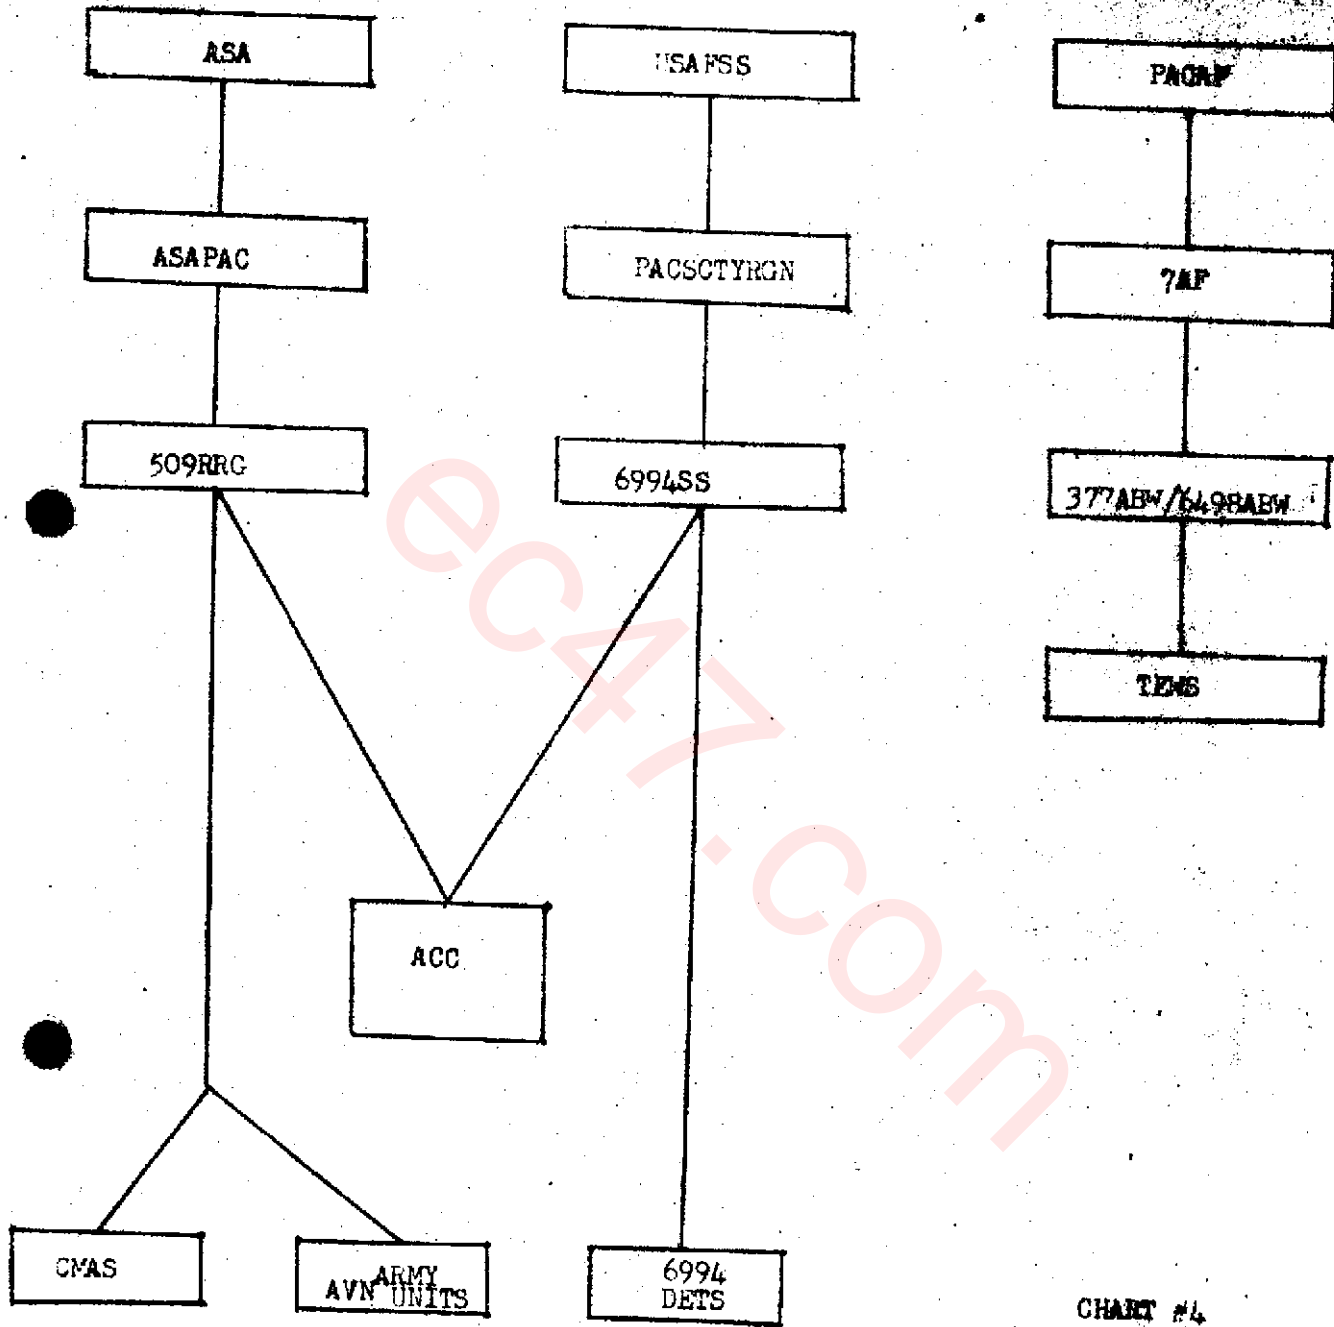 ASA
USAFSS
PACAF
ASAPAC
PACSCTYRGN
7AF
509RRG
6994SS
377ABW/6498ABW
TEWS
ACC
CMAS
ARMY
AVN UNITS
6994
DETS
CHART #4
ec47.com